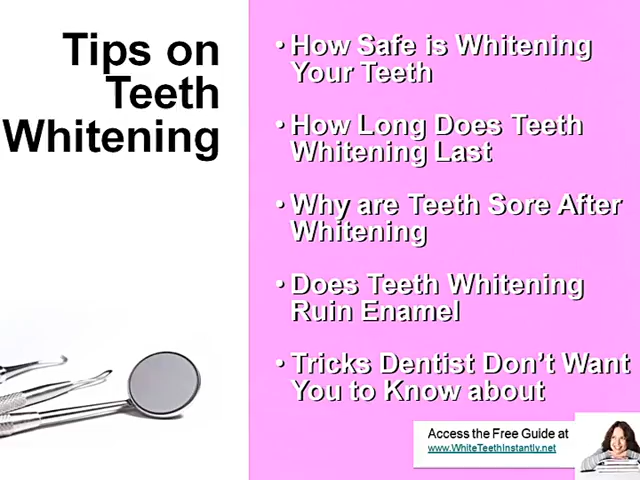 Tips on
Teeth
Whitening
• How Safe is Whitening
Your Teeth
• How Long Does Teeth
Whitening Last
• Why are Teeth Sore After
Whitening
• Does Teeth Whitening
Ruin Enamel
• Tricks Dentist Don't Want
You to Know about
Access the Free Guide at
www.WhiteTeethInstantly.net